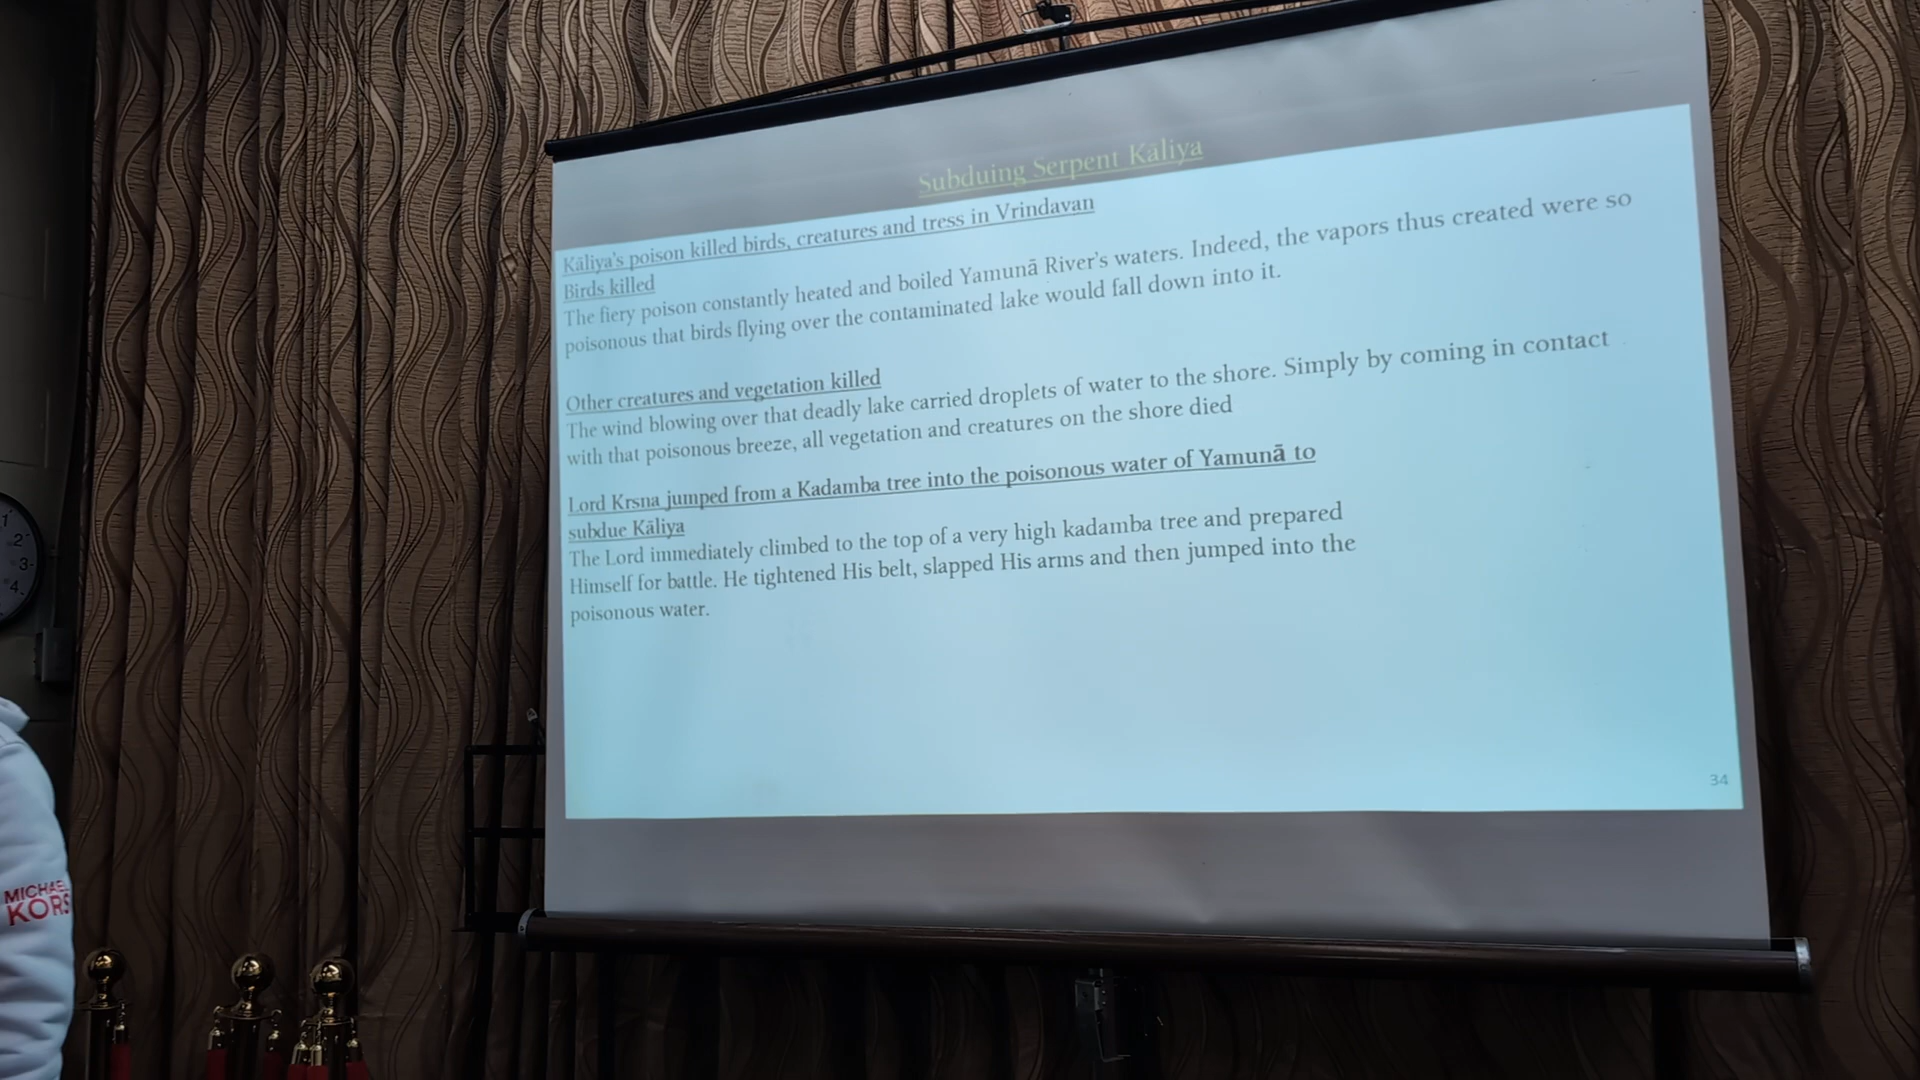 Subduing Serpent Kāliya
Kāliya's poison killed birds, creatures and tress in Vrindavan
Birds killed
The fiery poison constantly heated and boiled Yamunā River's waters. Indeed, the vapors thus created were so
poisonous that birds flying over the contaminated lake would fall down into it.
Other creatures and vegetation killed
The wind blowing over that deadly lake carried droplets of water to the shore. Simply by coming in contact
with that poisonous breeze, all vegetation and creatures on the shore died
Lord Krsna jumped from a Kadamba tree into the poisonous water of Yamunā to
subdue Kāliya
The Lord immediately climbed to the top of a very high kadamba tree and prepared
Himself for battle. He tightened His belt, slapped His arms and then jumped into the
poisonous water.
34
1
2
3
4
MICHAEL
KORS